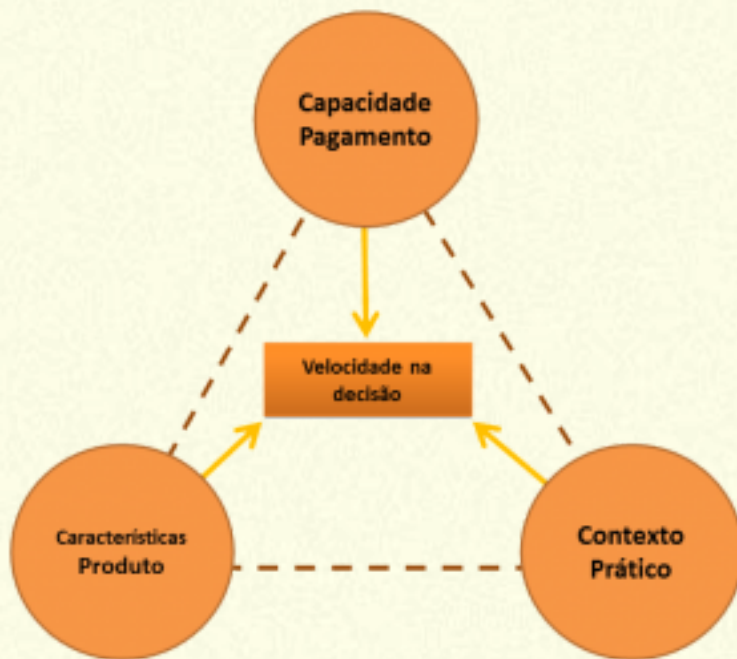 Capacidade
Pagamento
Velocidade na
decisão
Características
Produto
Contexto
Prático